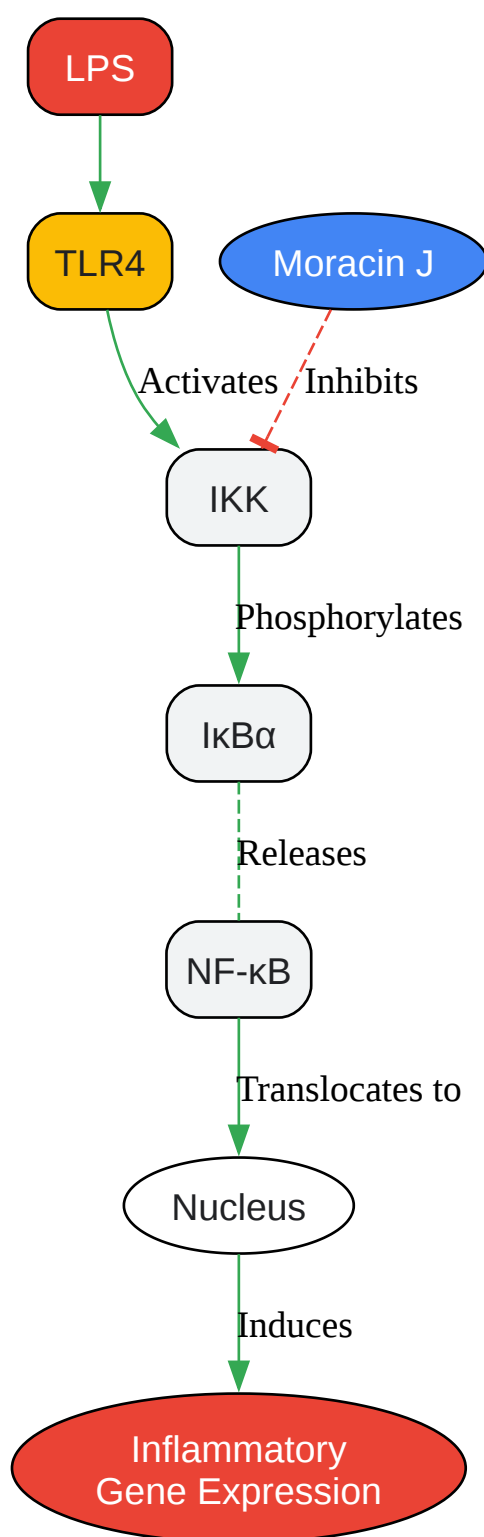 LPS
TLR4
Moracin J
Activates
Inhibits
IKK
Phosphorylates
IκBα
Releases
NF-κB
Translocates to
Nucleus
Induces
Inflammatory
Gene Expression